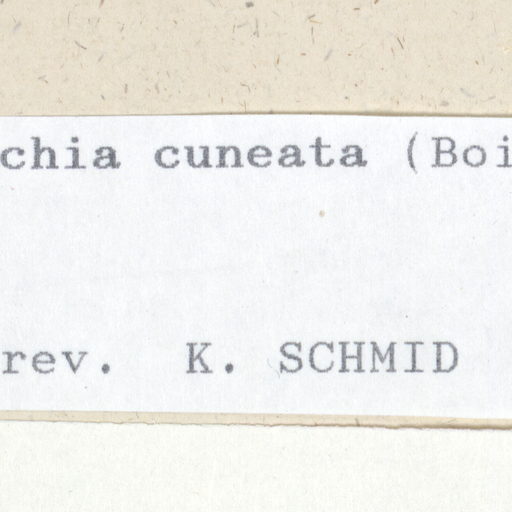 chia cuneata (Boi
rev. K. SCHMID